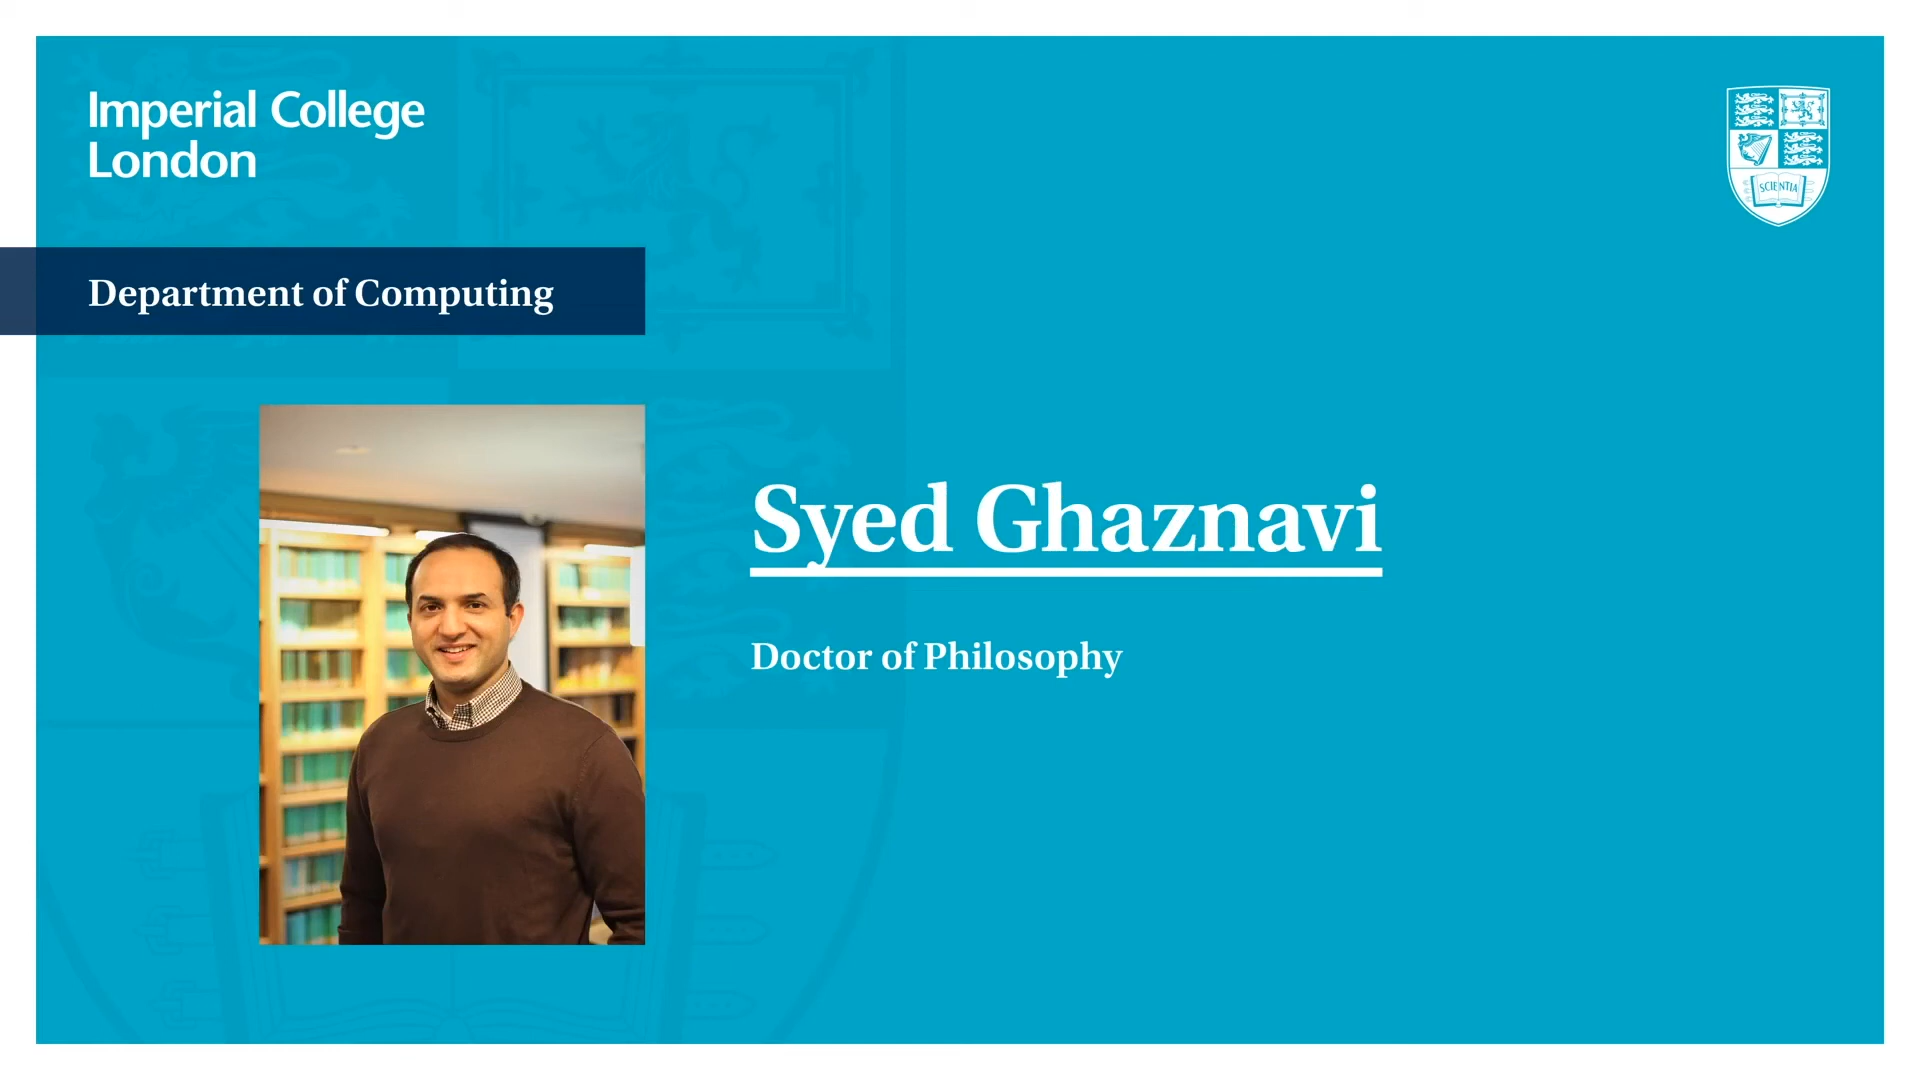 Imperial College
London
SCIENTIA
Department of Computing
Syed Ghaznavi
Doctor of Philosophy